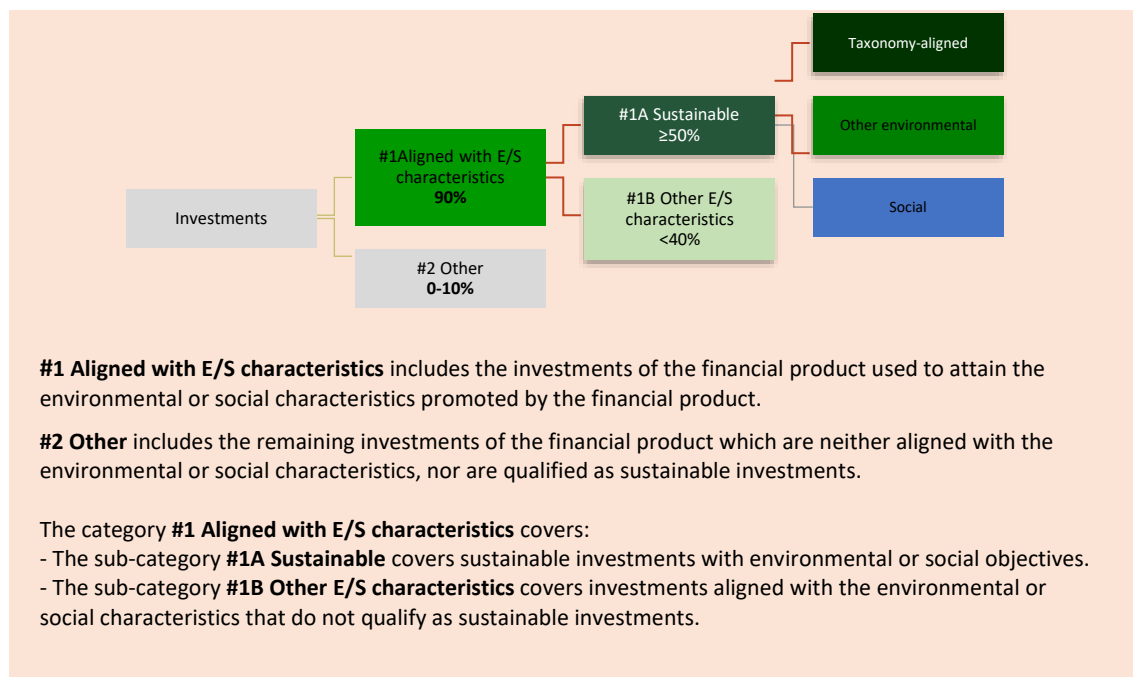 Taxonomy-aligned
#1A Sustainable
≥50%
Other environmental
#1Aligned with E/S
characteristics
90%
#1B Other E/S
characteristics
<40%
Social
Investments
#2 Other
0-10%
#1 Aligned with E/S characteristics includes the investments of the financial product used to attain the
environmental or social characteristics promoted by the financial product.
#2 Other includes the remaining investments of the financial product which are neither aligned with the
environmental or social characteristics, nor are qualified as sustainable investments.
The category #1 Aligned with E/S characteristics covers:
- The sub-category #1A Sustainable covers sustainable investments with environmental or social objectives.
- The sub-category #1B Other E/S characteristics covers investments aligned with the environmental or
social characteristics that do not qualify as sustainable investments.